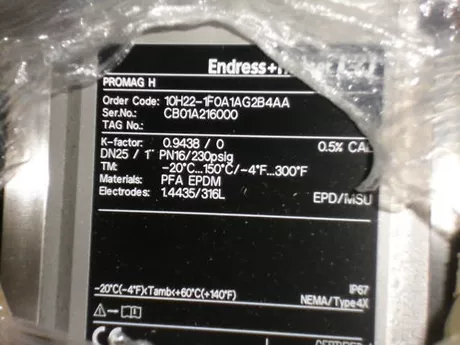 Endress+
PROMAG H
Order Code: 10H22-1F0A1AG2B4AA
Ser.No.: CB01A216000
TAG No.:
K-factor: 0.9438 / 0 0.5% CAL
DN25 / 1" PN16/230psig
TM: -20°C...150°C/-4°F...300°F
Materials: PFA EPDM
Electrodes: 1.4435/316L EPD/MSÜ
-20°C(-4°F)<Tamb<+60°C(+140°F) IP67
NEMA/Type4X